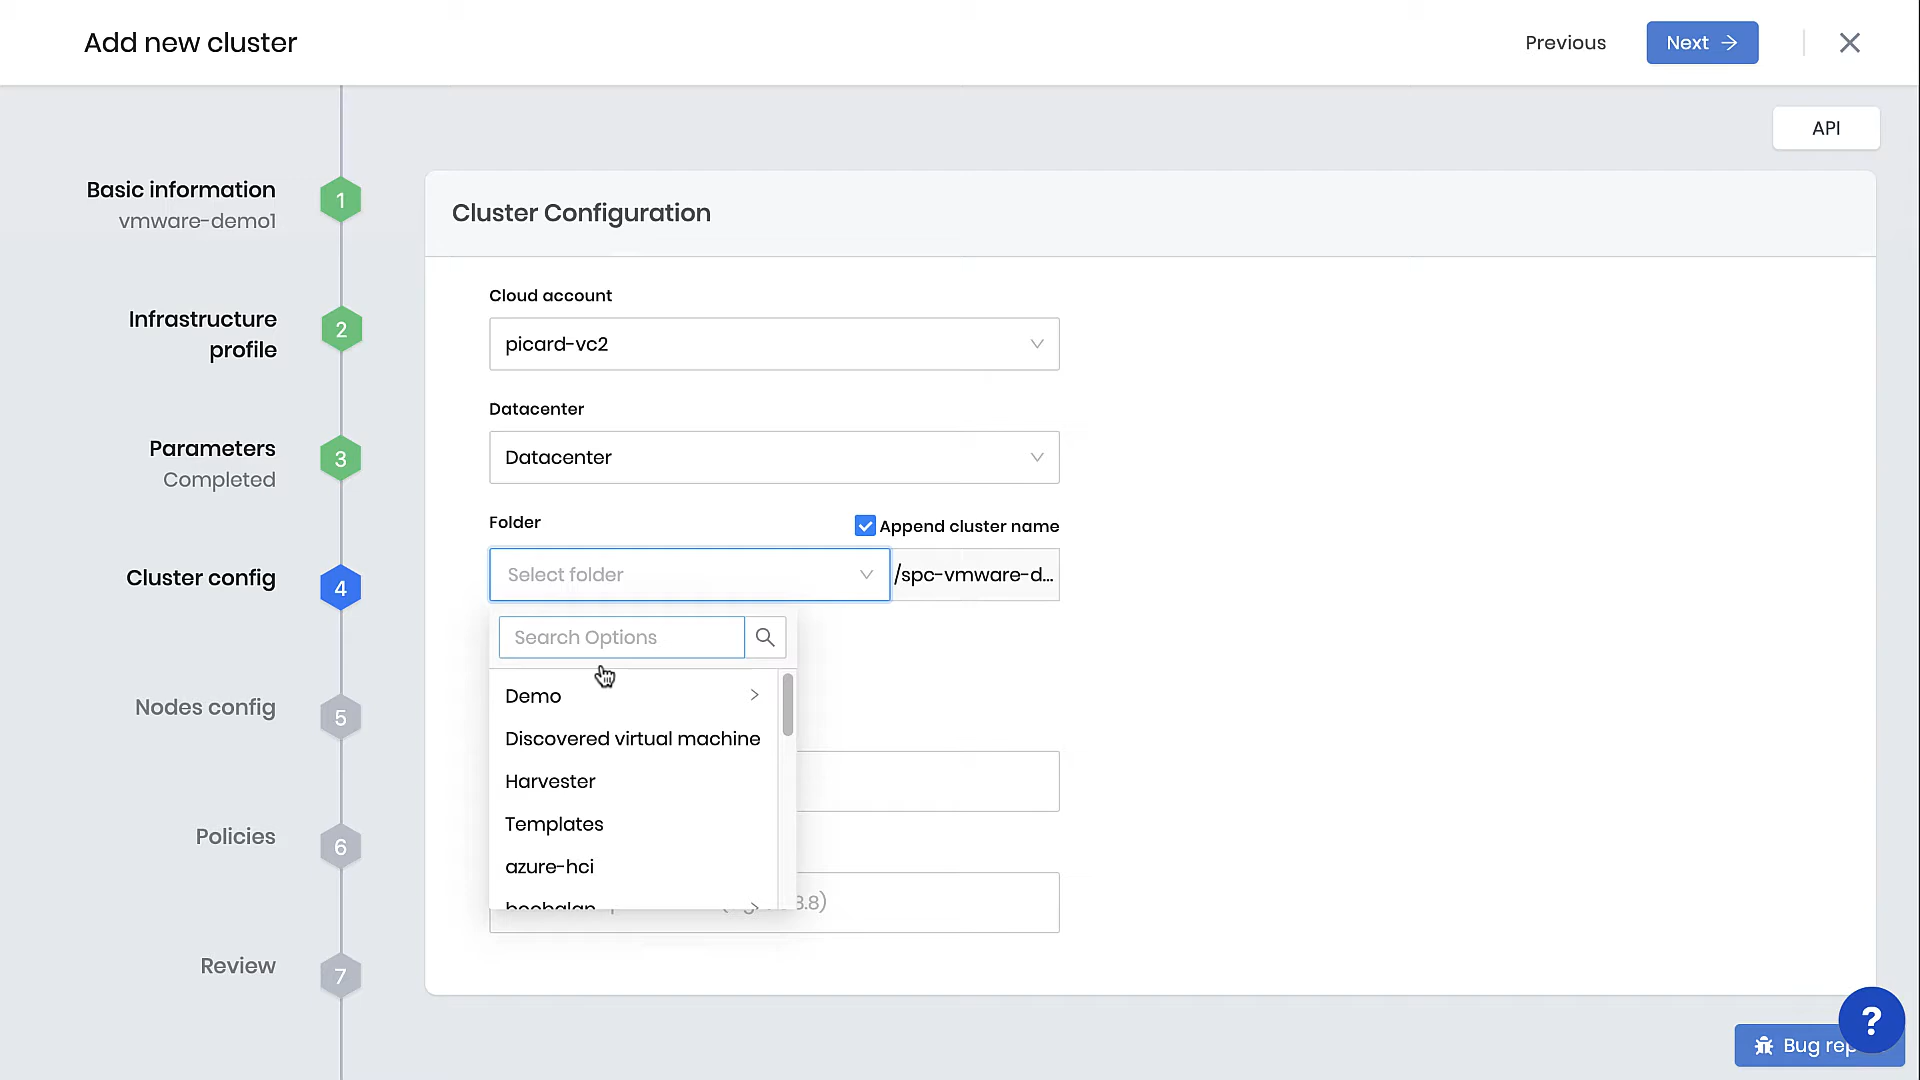 Add new cluster
Previous
Next
API
Basic information
vmware-demo1
1
Infrastructure
profile
2
Parameters
Completed
3
Cluster config
4
Nodes config
5
Policies
6
Review
7
Cluster Configuration
Cloud account
picard-vc2
Datacenter
Datacenter
Folder
Append cluster name
Select folder
/spc-vmware-d...
Search Options
Demo
Discovered virtual machine
Harvester
Templates
azure-hci
3.8)
?
Bug rep